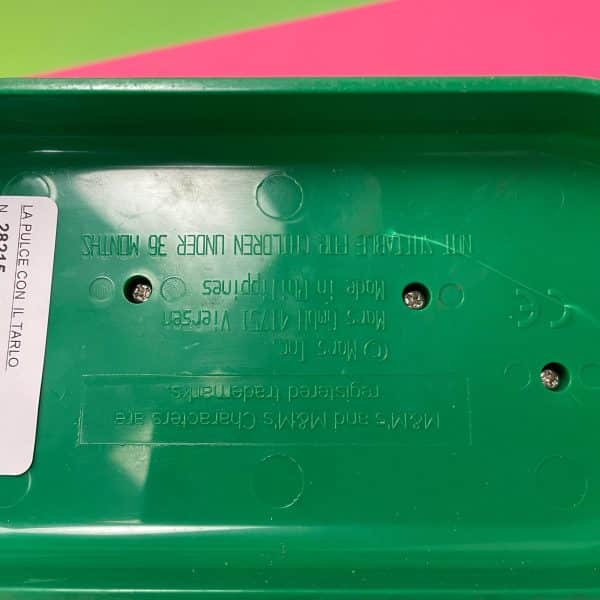 M&M's and M&M's Characters are
registered trademarks.
© Mars Inc.
Mars GmbH 41751 Viersen
Made in Philippines
NOT SUITABLE FOR CHILDREN UNDER 36 MONTHS
CE
LA PULCE CON IL TARLO
N. 28215